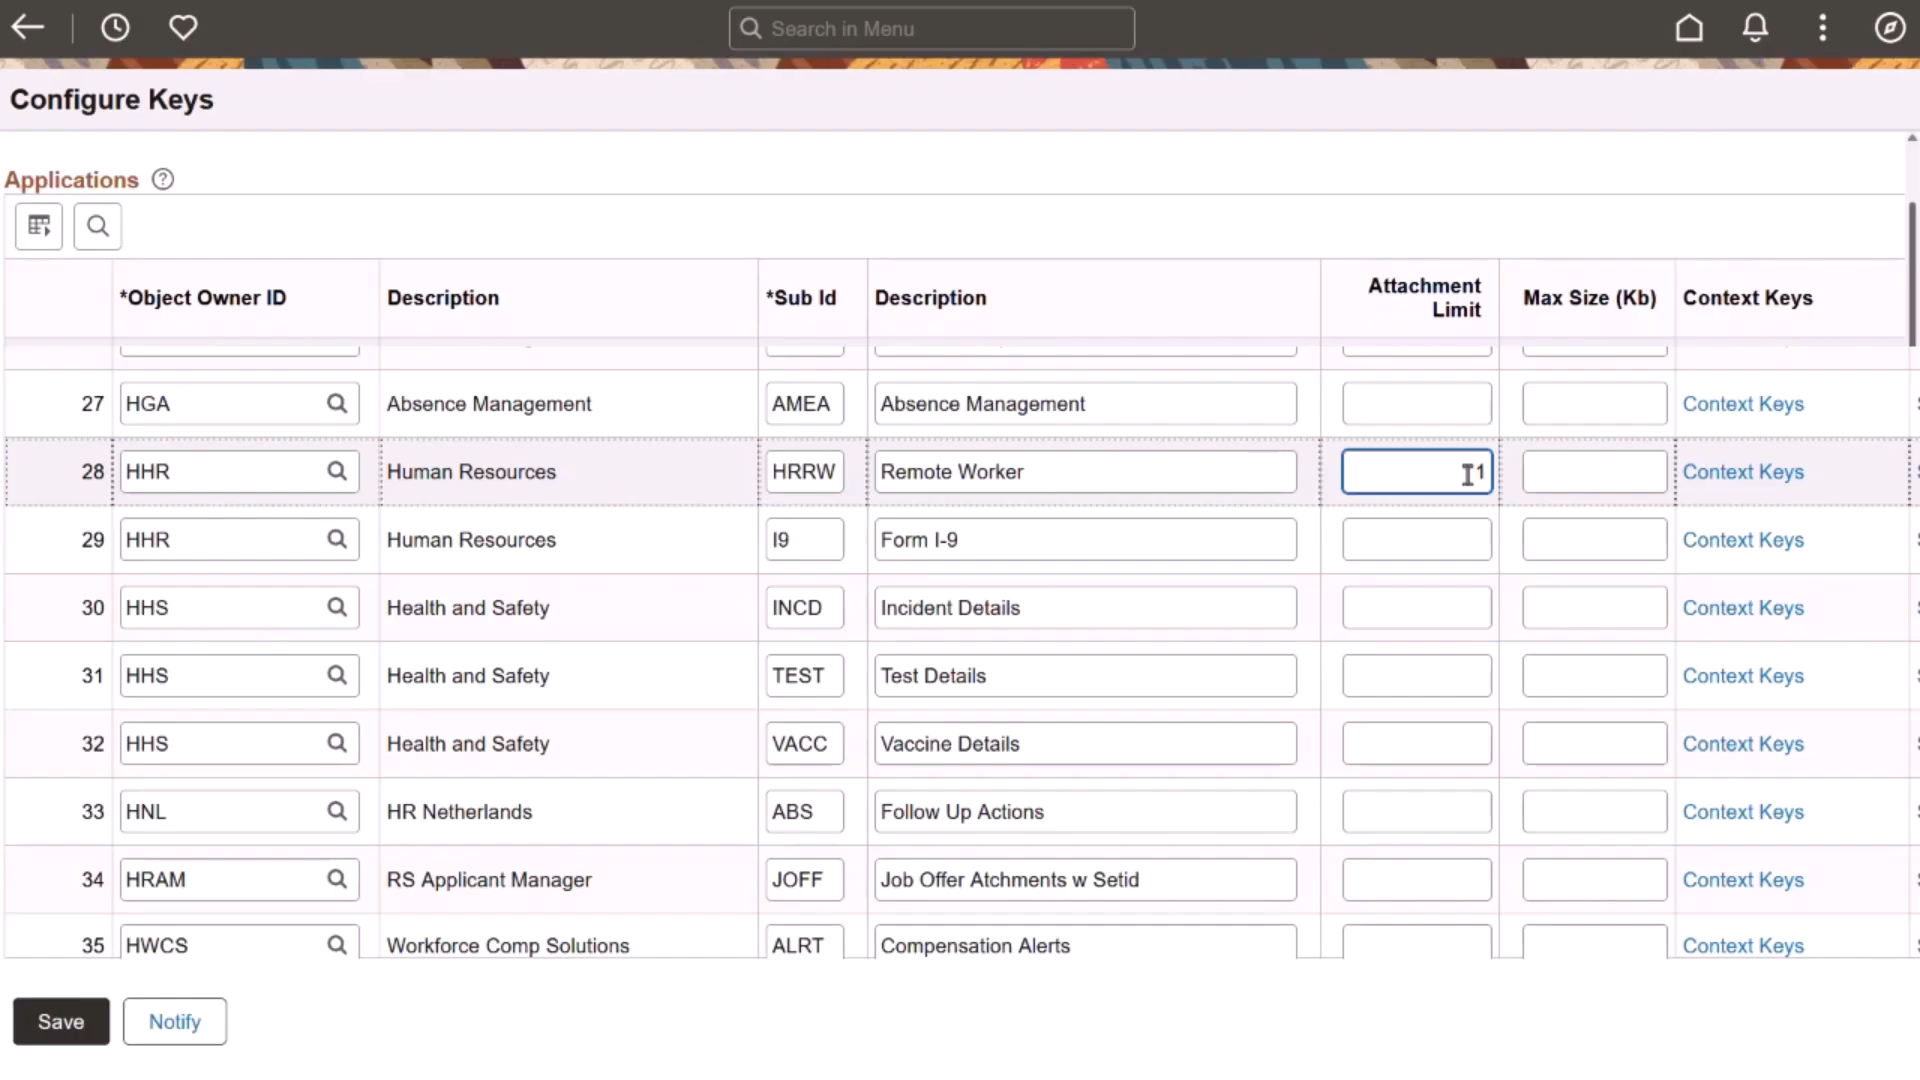 Search in Menu
Configure Keys
Applications
*Object Owner ID Description *Sub Id Description Attachment Limit Max Size (Kb) Context Keys
27 HGA Absence Management AMEA Absence Management Context Keys
28 HHR Human Resources HRRW Remote Worker 1 Context Keys
29 HHR Human Resources I9 Form I-9 Context Keys
30 HHS Health and Safety INCD Incident Details Context Keys
31 HHS Health and Safety TEST Test Details Context Keys
32 HHS Health and Safety VACC Vaccine Details Context Keys
33 HNL HR Netherlands ABS Follow Up Actions Context Keys
34 HRAM RS Applicant Manager JOFF Job Offer Atchments w Setid Context Keys
35 HWCS Workforce Comp Solutions ALRT Compensation Alerts Context Keys
Save Notify